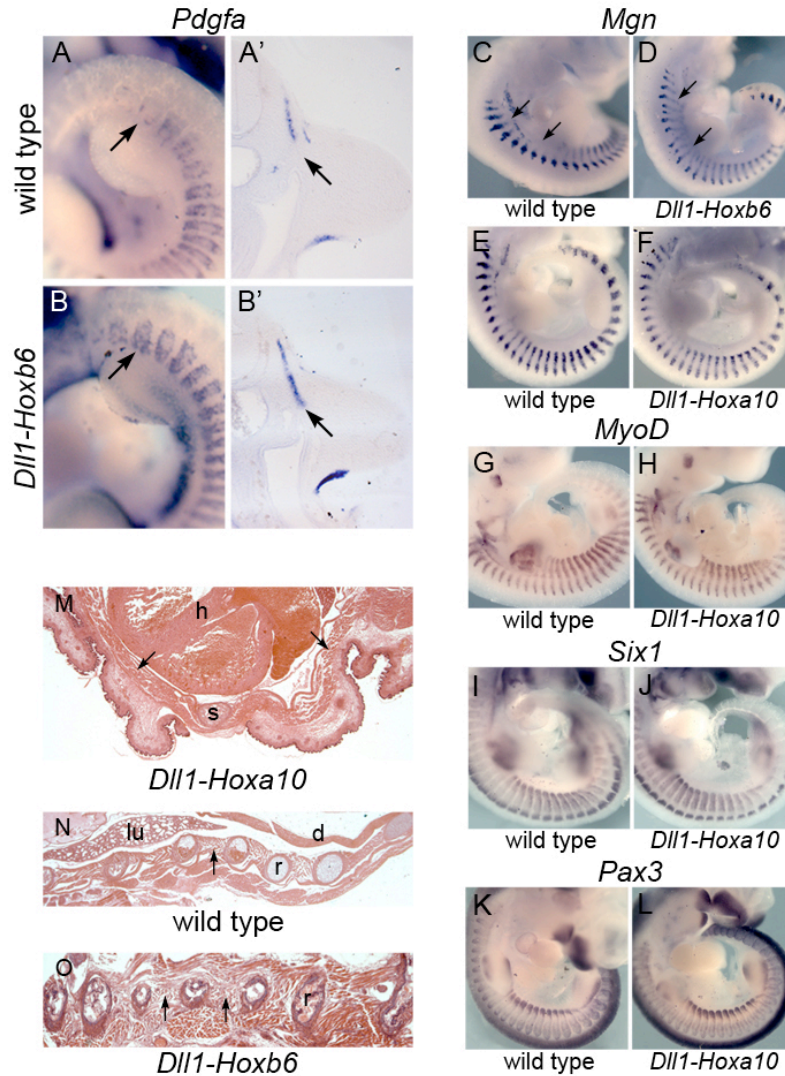 Pdgfa
wild type
A
A’
Dll1-Hoxb6
B
B’
M
h
s
Dll1-Hoxa10
N
lu
d
r
wild type
O
r
Dll1-Hoxb6
Mgn
C
D
wild type
Dll1-Hoxb6
E
F
wild type
Dll1-Hoxa10
MyoD
G
H
wild type
Dll1-Hoxa10
Six1
I
J
wild type
Dll1-Hoxa10
Pax3
K
L
wild type
Dll1-Hoxa10